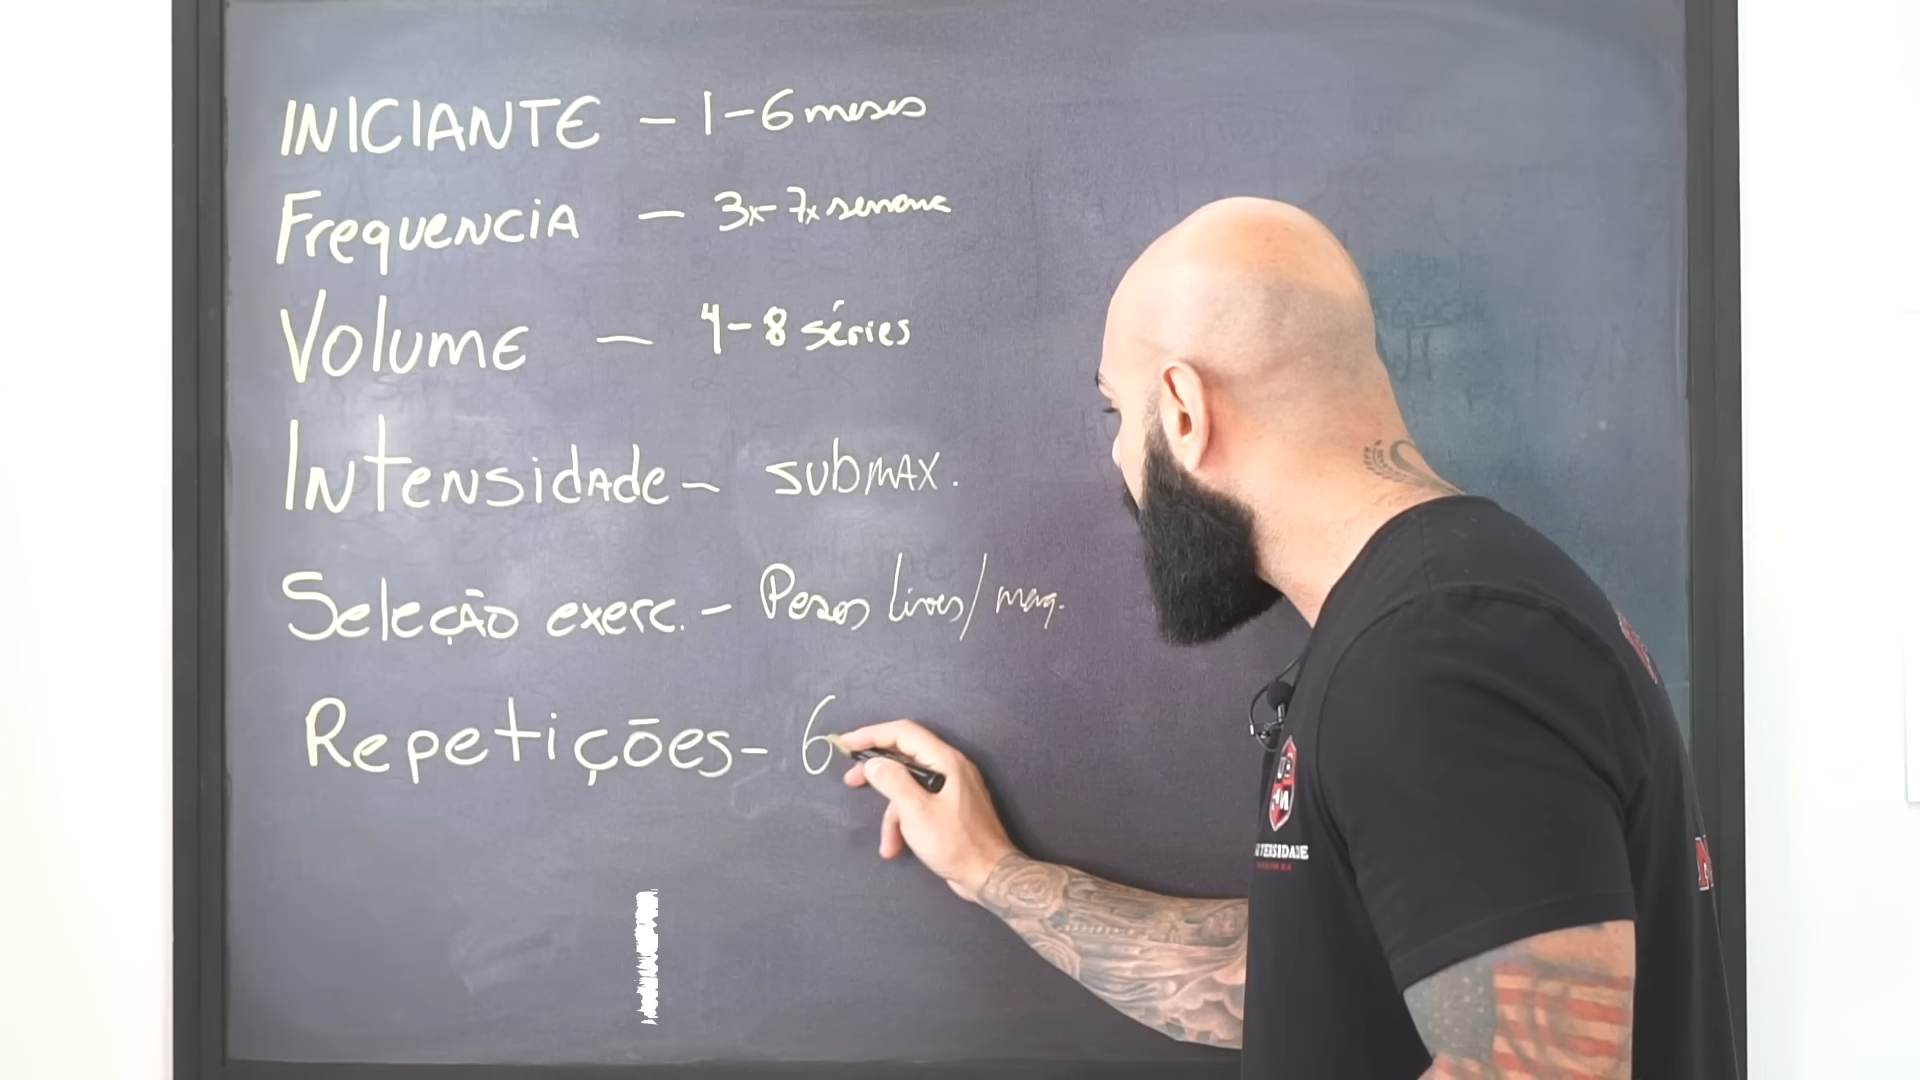 INICIANTE – 1–6 meses
Frequencia – 3x–7x semana
Volume – 4–8 séries
Intensidade – submax.
Seleção exerc. – Pesos livres/ maq.
Repetições – 6